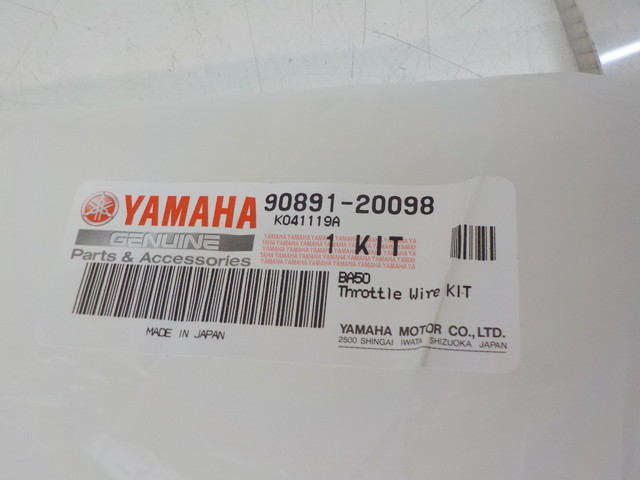 YAMAHA 90891-20098
K041119A
GENUINE 1 KIT
Parts & Accessories
BA50
Throttle Wire KIT
MADE IN JAPAN
YAMAHA MOTOR CO., LTD.
2500 SHINGAI IWATA SHIZUOKA JAPAN